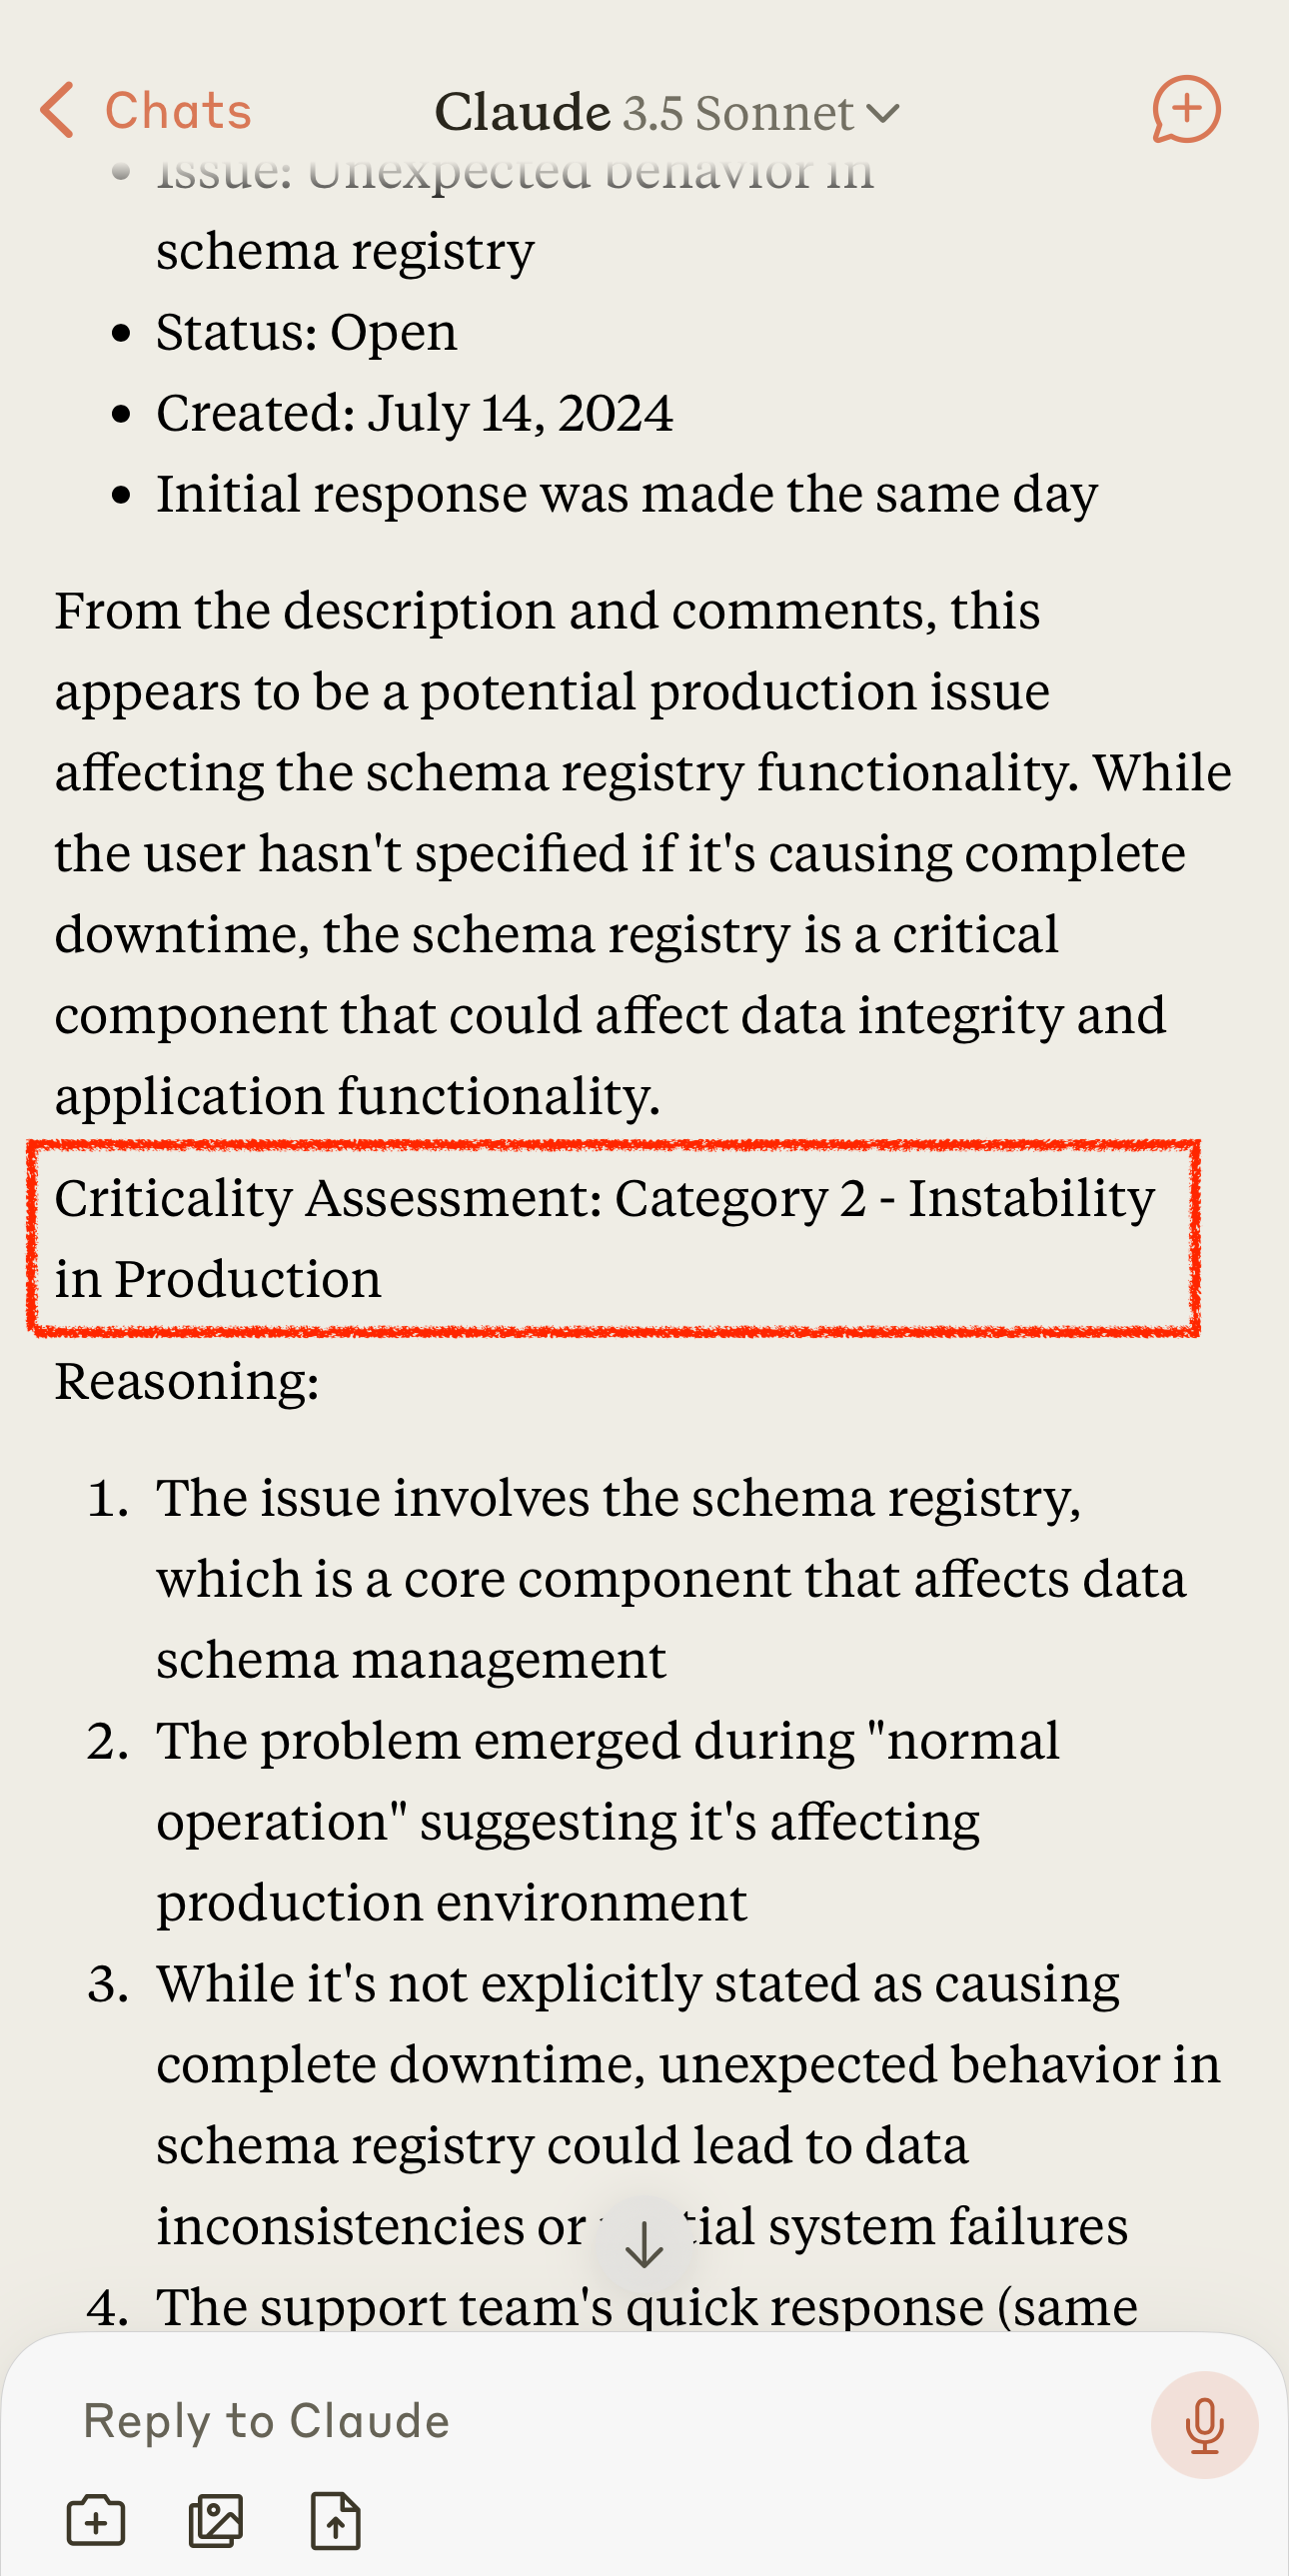 Chats
Claude 3.5 Sonnet
• Issue: Unexpected behavior in
schema registry
• Status: Open
• Created: July 14, 2024
• Initial response was made the same day
From the description and comments, this
appears to be a potential production issue
affecting the schema registry functionality. While
the user hasn't specified if it's causing complete
downtime, the schema registry is a critical
component that could affect data integrity and
application functionality.
Criticality Assessment: Category 2 - Instability
in Production
Reasoning:
1. The issue involves the schema registry,
which is a core component that affects data
schema management
2. The problem emerged during "normal
operation" suggesting it's affecting
production environment
3. While it's not explicitly stated as causing
complete downtime, unexpected behavior in
schema registry could lead to data
inconsistencies or system failures
4. The support team's quick response (same
Reply to Claude